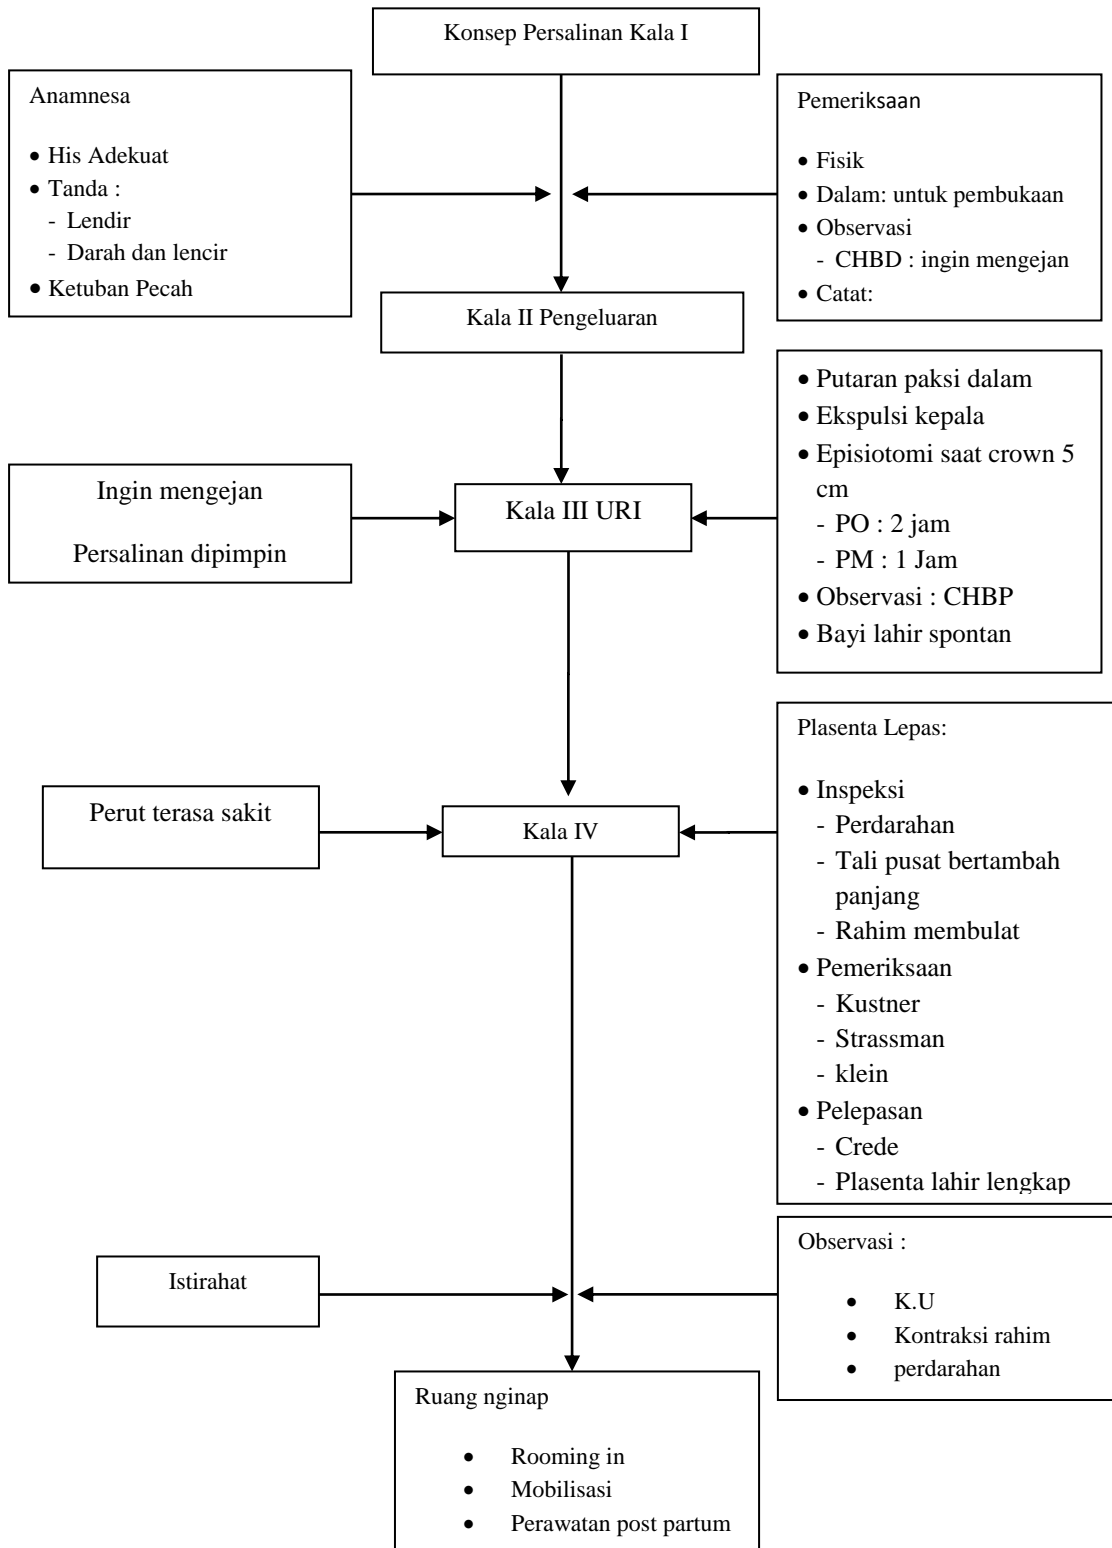 Konsep Persalinan Kala I
Anamnesa
• His Adekuat
• Tanda :
- Lendir
- Darah dan lencir
• Ketuban Pecah
Pemeriksaan
• Fisik
• Dalam: untuk pembukaan
• Observasi
- CHBD : ingin mengejan
• Catat:
Kala II Pengeluaran
Ingin mengejan
Persalinan dipimpin
Kala III URI
• Putaran paksi dalam
• Ekspulsi kepala
• Episiotomi saat crown 5
cm
- PO : 2 jam
- PM : 1 Jam
• Observasi : CHBP
• Bayi lahir spontan
Perut terasa sakit
Kala IV
Plasenta Lepas:
• Inspeksi
- Perdarahan
- Tali pusat bertambah
panjang
- Rahim membulat
• Pemeriksaan
- Kustner
- Strassman
- klein
• Pelepasan
- Crede
- Plasenta lahir lengkap
Istirahat
Observasi :
• K.U
• Kontraksi rahim
• perdarahan
Ruang nginap
• Rooming in
• Mobilisasi
• Perawatan post partum